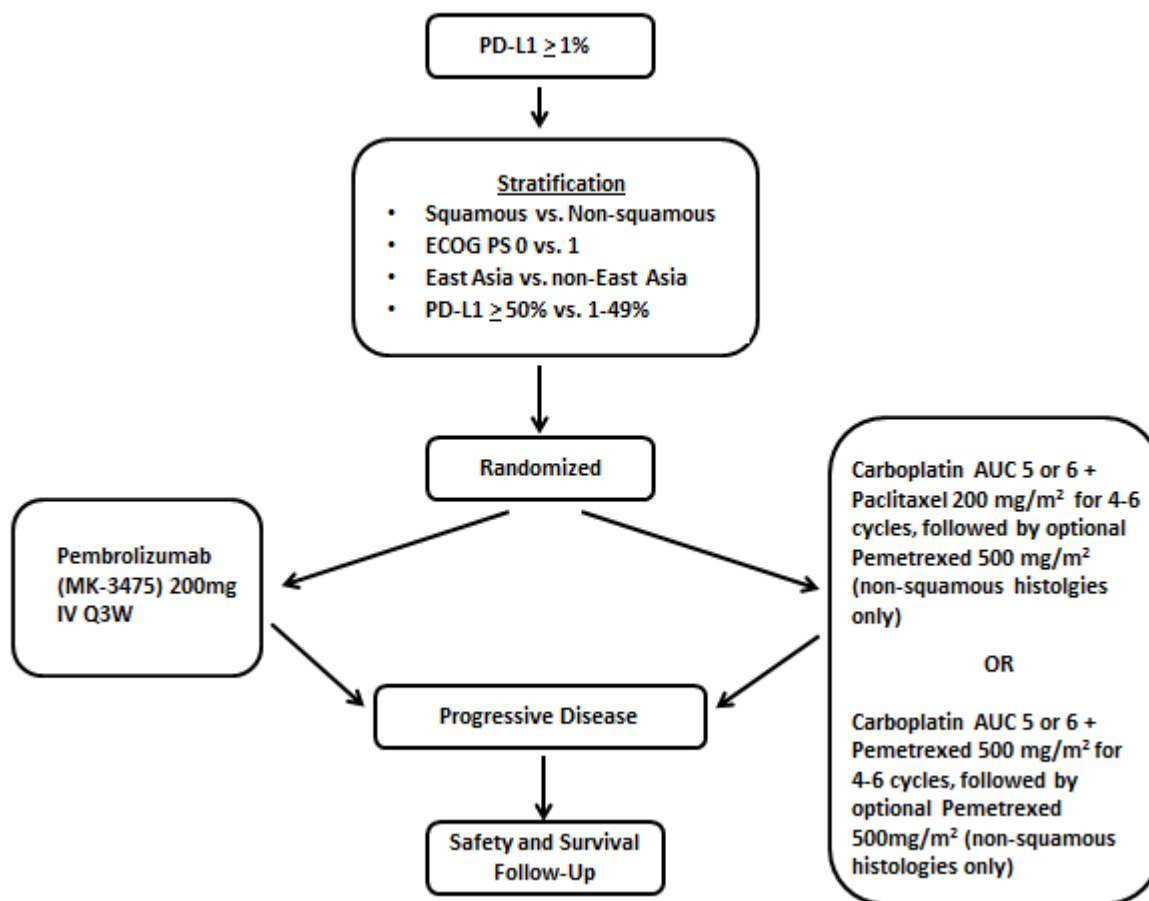 PD-L1 ≥ 1%
Stratification
• Squamous vs. Non-squamous
• ECOG PS 0 vs. 1
• East Asia vs. non-East Asia
• PD-L1 ≥ 50% vs. 1-49%
Randomized
Pembrolizumab
(MK-3475) 200mg
IV Q3W
Carboplatin AUC 5 or 6 +
Paclitaxel 200 mg/m² for 4-6
cycles, followed by optional
Pemetrexed 500 mg/m²
(non-squamous histolgies
only)
OR
Carboplatin AUC 5 or 6 +
Pemetrexed 500 mg/m² for
4-6 cycles, followed by
optional Pemetrexed
500mg/m² (non-squamous
histologies only)
Progressive Disease
Safety and Survival
Follow-Up